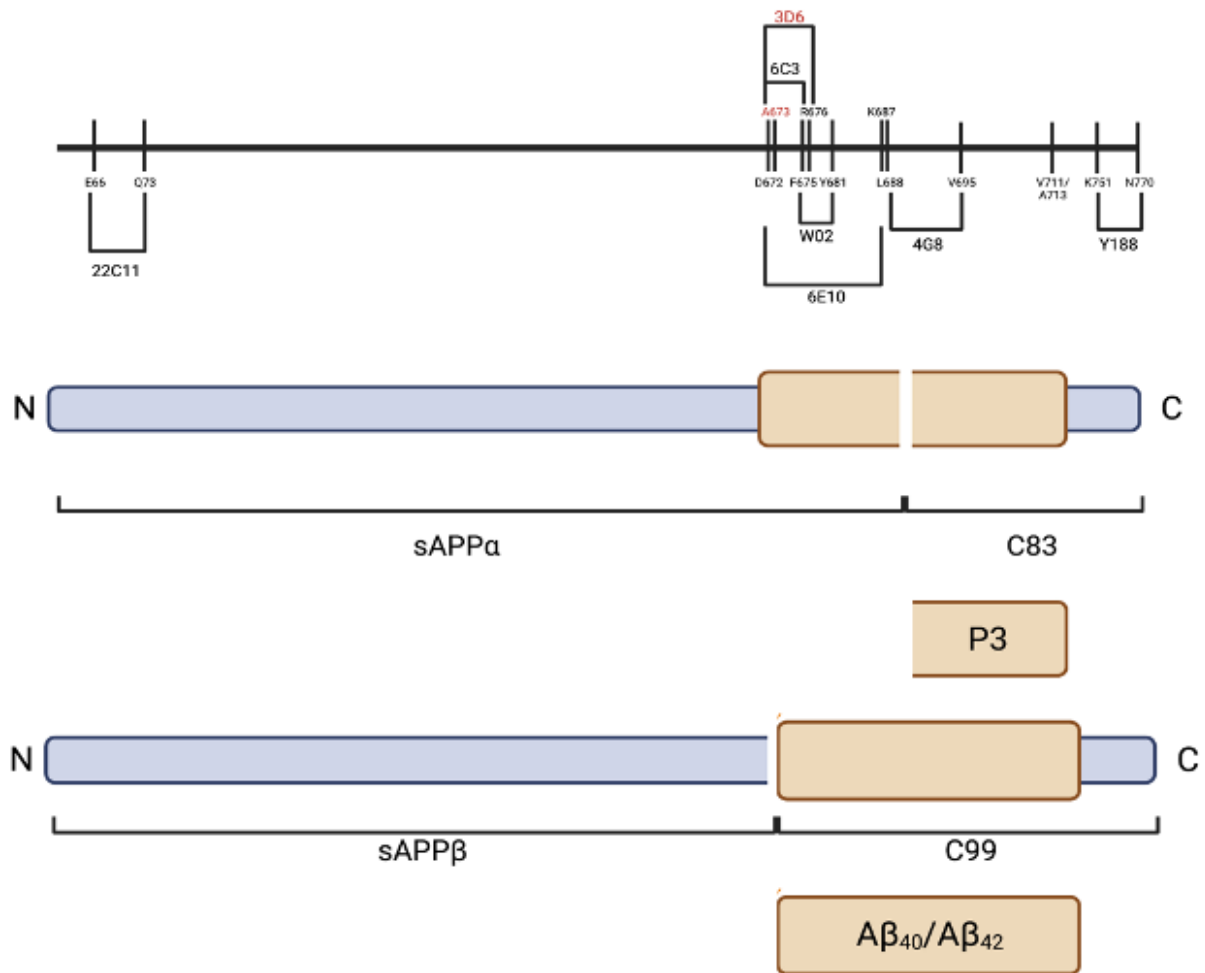 3D6
6C3
A673 R676 K687
E66 Q73 D672 F675 Y681 L688 V695 V711/ K751 N770
A713
W02
22C11 4G8 Y188
6E10
N C
sAPPα C83
P3
N C
sAPPβ C99
Aβ₄₀/Aβ₄₂